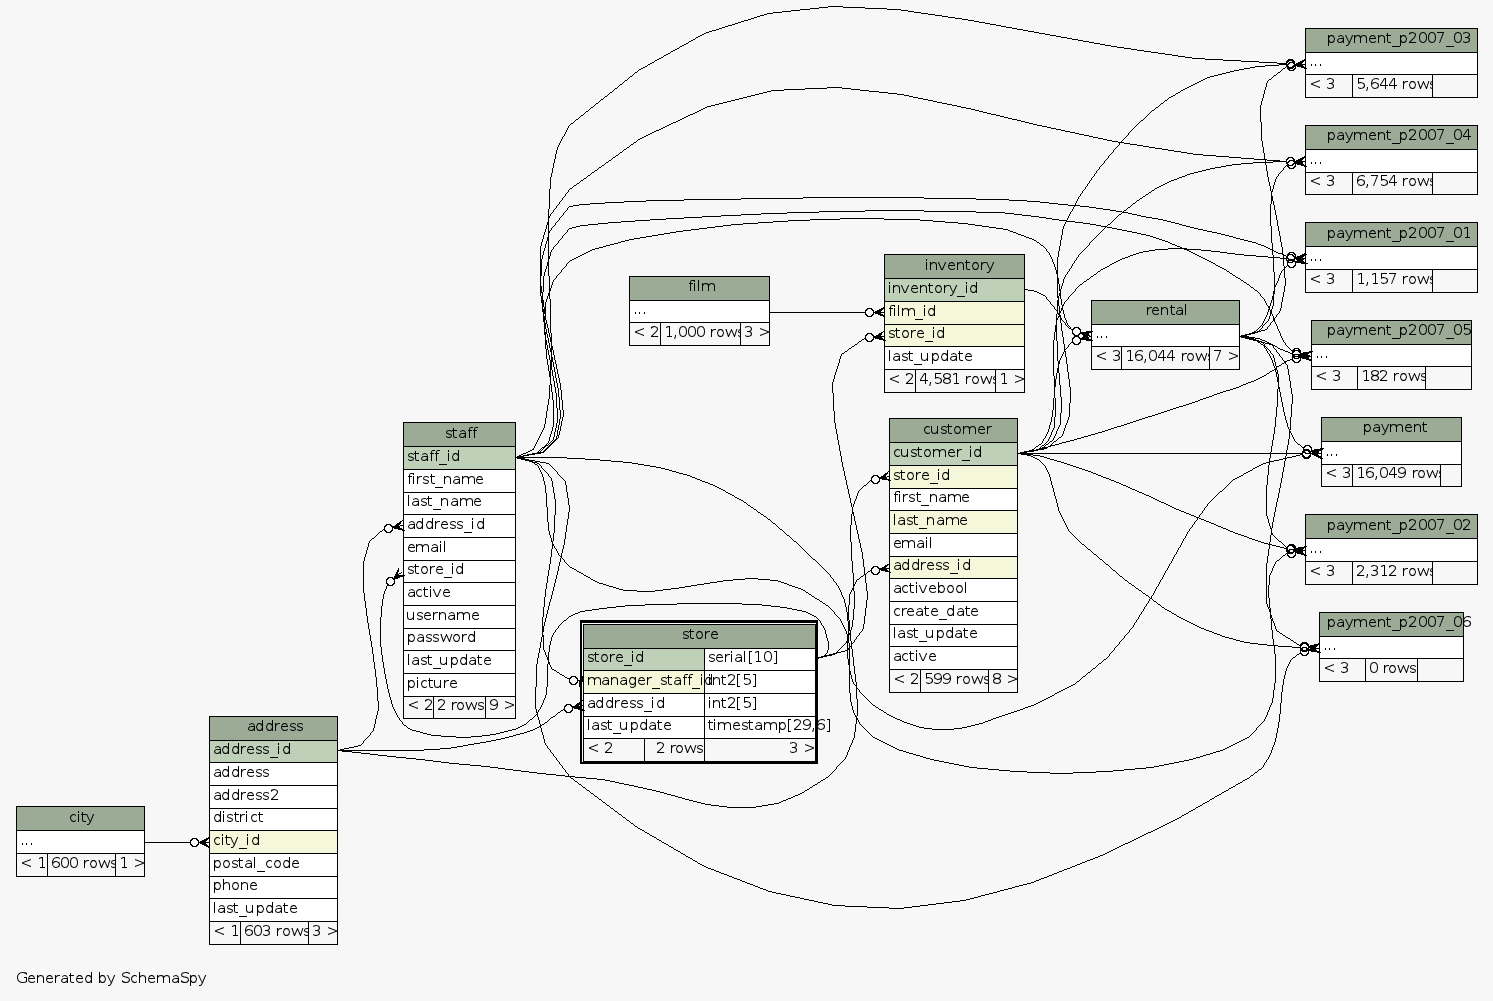 payment_p2007_03
...
< 3 5,644 rows
payment_p2007_04
...
< 3 6,754 rows
payment_p2007_01
...
< 3 1,157 rows
inventory
inventory_id
film_id
store_id
last_update
< 2 4,581 rows 1 >
film
...
< 2 1,000 rows 3 >
rental
...
< 3 16,044 rows 7 >
payment_p2007_05
...
< 3 182 rows
staff
staff_id
first_name
last_name
address_id
email
store_id
active
username
password
last_update
picture
< 2 2 rows 9 >
customer
customer_id
store_id
first_name
last_name
email
address_id
activebool
create_date
last_update
active
< 2 599 rows 8 >
payment
...
< 3 16,049 rows
payment_p2007_02
...
< 3 2,312 rows
payment_p2007_06
...
< 3 0 rows
store
store_id serial[10]
manager_staff_id int2[5]
address_id int2[5]
last_update timestamp[29,6]
< 2 2 rows 3 >
address
address_id
address
address2
district
city_id
postal_code
phone
last_update
< 1 603 rows 3 >
city
...
< 1 600 rows 1 >
Generated by SchemaSpy